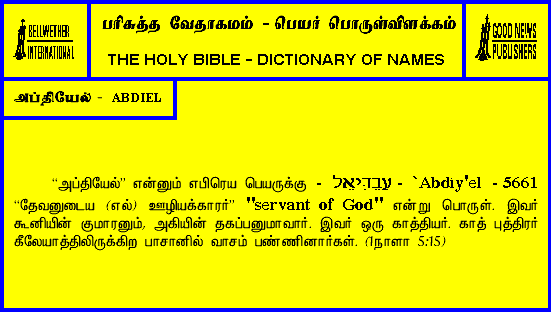 BELLWETHER
INTERNATIONAL
பரிசுத்த வேதாகமம் - பெயர் பொருள்விளக்கம்
THE HOLY BIBLE - DICTIONARY OF NAMES
GOOD NEWS
PUBLISHERS
அப்தியேல் - ABDIEL
“அப்தியேல்” என்னும் எபிரெய பெயருக்கு - עַבְדִּיאֵל - `Abdiy'el - 5661
“தேவனுடைய (எல்) ஊழியக்காரர்” "servant of God" என்று பொருள். இவர்
கூனியின் குமாரனும், அகியின் தகப்பனுமாவார். இவர் ஒரு காத்தியர். காத் புத்திரர்
கீலேயாத்திலிருக்கிற பாசானில் வாசம் பண்ணினார்கள். (1நாளா 5:15)